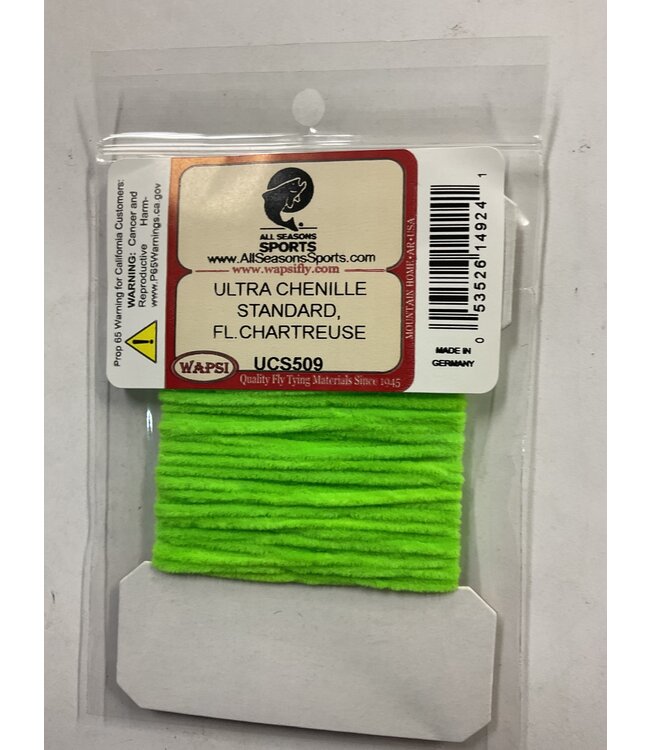 Prop 65 Warning for California Customers:
WARNING: Cancer and
Reproductive Harm-
www.P65Warnings.ca.gov
ALL SEASONS
SPORTS
www.AllSeasonsSports.com
www.wapsifly.com
ULTRA CHENILLE
STANDARD,
FL.CHARTREUSE
WAPSI
UCS509
Quality Fly Tying Materials Since 1945
MOUNTAIN HOME • AR • USA
0 53526 14924 1
MADE IN
GERMANY